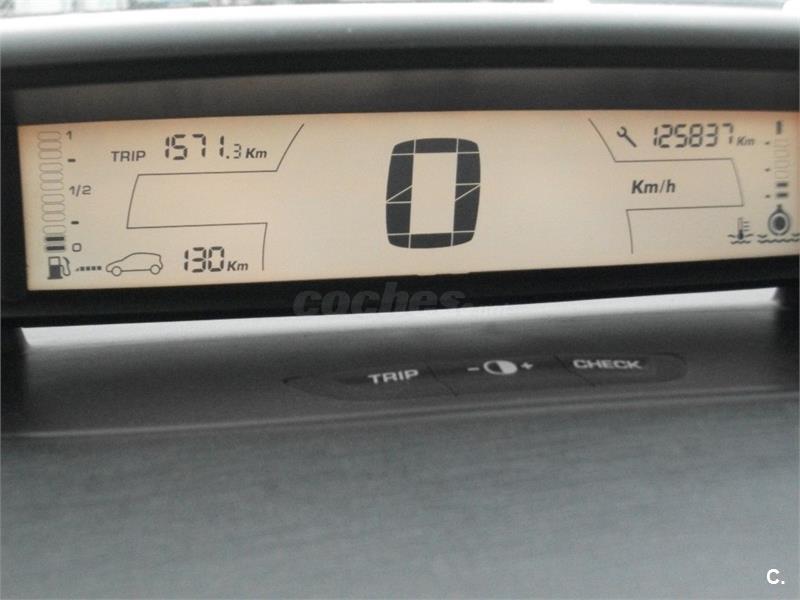 1
TRIP 1571.3 Km
125837 Km
1/2
0
Km/h
0
130 Km
coches
TRIP - + CHECK
C.